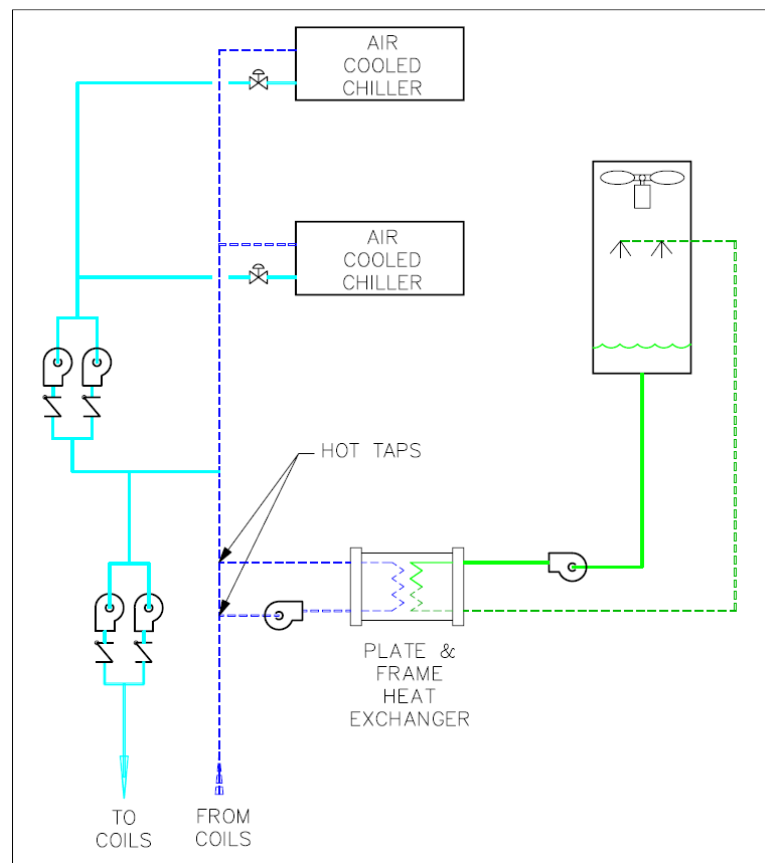 AIR
COOLED
CHILLER
AIR
COOLED
CHILLER
HOT TAPS
PLATE &
FRAME
HEAT
EXCHANGER
TO
COILS
FROM
COILS